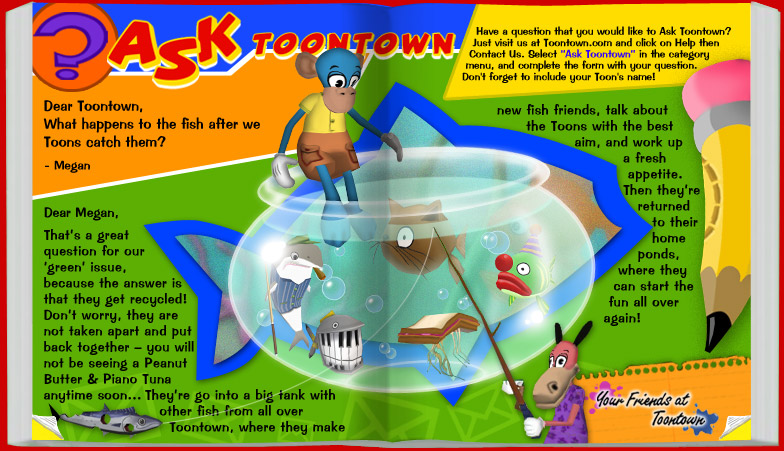 ?
ASK TOONTOWN
Have a question that you would like to Ask Toontown?
Just visit us at Toontown.com and click on Help then
Contact Us. Select "Ask Toontown" in the category
menu, and complete the form with your question.
Don't forget to include your Toon's name!
Dear Toontown,
What happens to the fish after we
Toons catch them?
- Megan
Dear Megan,
That's a great
question for our
'green' issue,
because the answer is
that they get recycled!
Don't worry, they are
not taken apart and put
back together – you will
not be seeing a Peanut
Butter & Piano Tuna
anytime soon... They're go into a big tank with
other fish from all over
Toontown, where they make
new fish friends, talk about
the Toons with the best
aim, and work up
a fresh
appetite.
Then they're
returned
to their
home
ponds,
where they
can start the
fun all over
again!
Your Friends at
Toontown